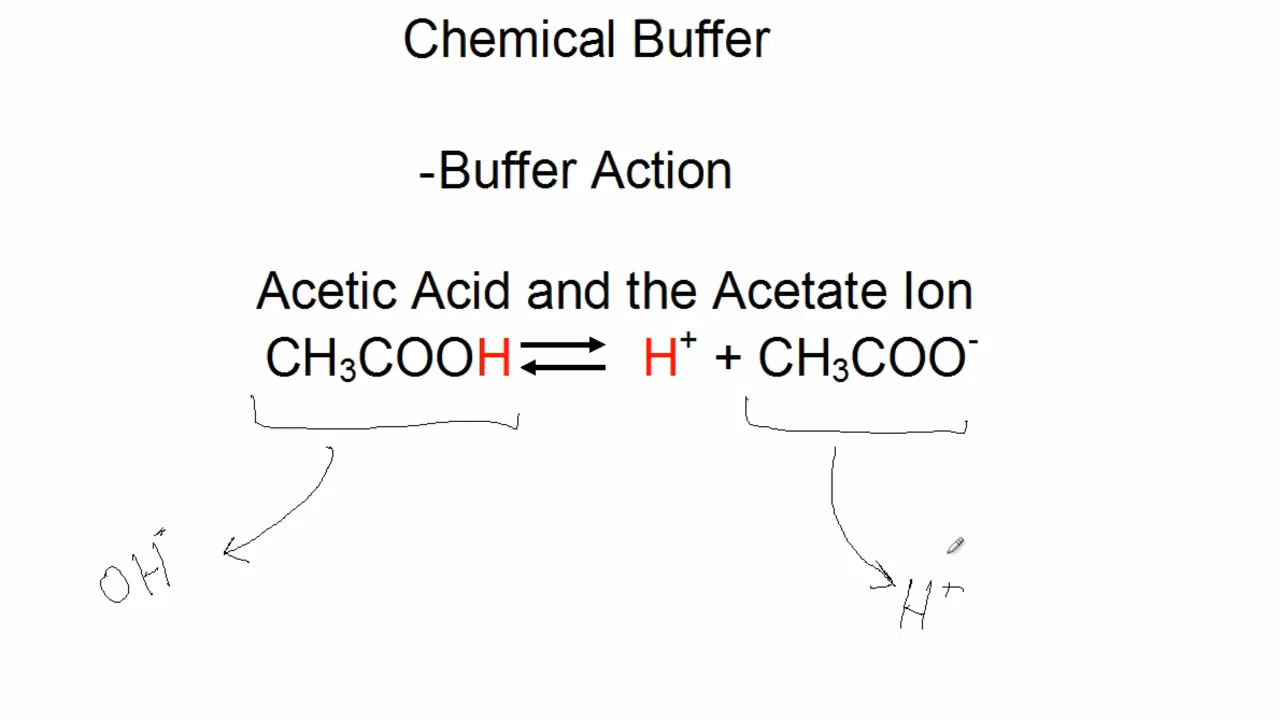 Chemical Buffer
-Buffer Action
Acetic Acid and the Acetate Ion
CH₃COOH ⇌ H⁺ + CH₃COO⁻
OH⁻
H⁺